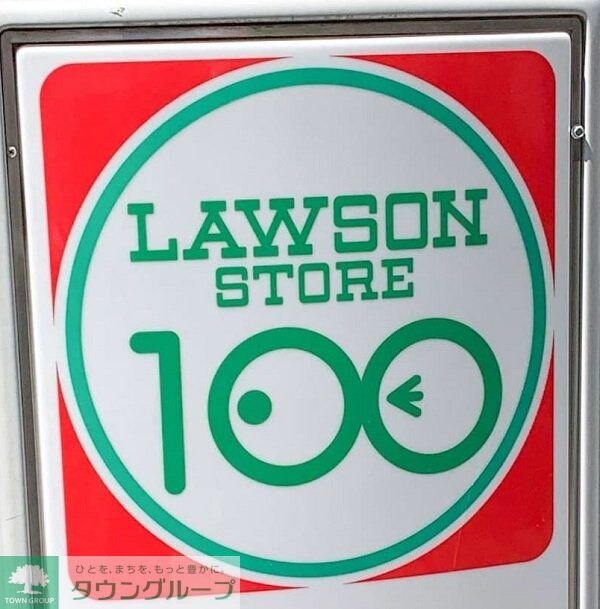 LAWSON
STORE
100
ひとを、まちを、もっと豊かに。
タウングループ
TOWN GROUP